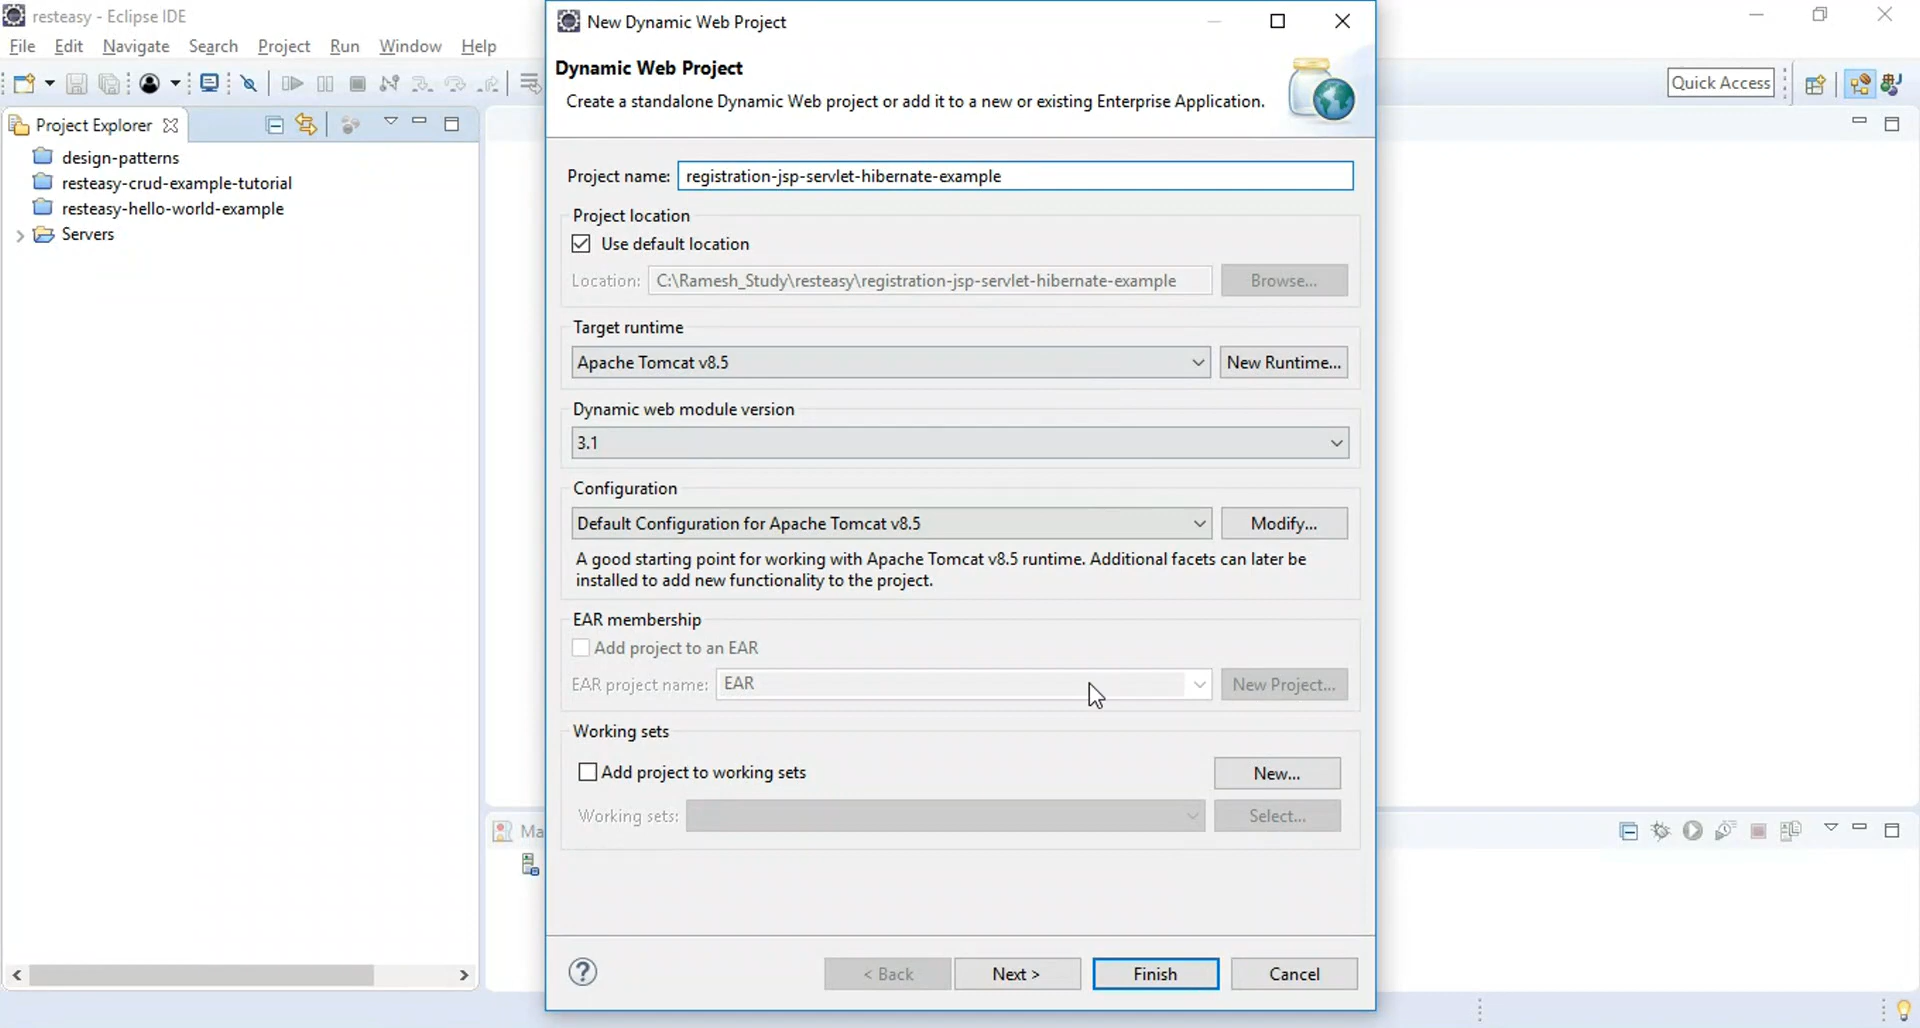 resteasy - Eclipse IDE
File Edit Navigate Search Project Run Window Help
Quick Access
Project Explorer
design-patterns
resteasy-crud-example-tutorial
resteasy-hello-world-example
Servers
Ma
New Dynamic Web Project
Dynamic Web Project
Create a standalone Dynamic Web project or add it to a new or existing Enterprise Application.
Project name: registration-jsp-servlet-hibernate-example
Project location
Use default location
Location: C:\Ramesh_Study\resteasy\registration-jsp-servlet-hibernate-example Browse...
Target runtime
Apache Tomcat v8.5 New Runtime...
Dynamic web module version
3.1
Configuration
Default Configuration for Apache Tomcat v8.5 Modify...
A good starting point for working with Apache Tomcat v8.5 runtime. Additional facets can later be
installed to add new functionality to the project.
EAR membership
Add project to an EAR
EAR project name: EAR New Project...
Working sets
Add project to working sets New...
Working sets: Select...
? < Back Next > Finish Cancel